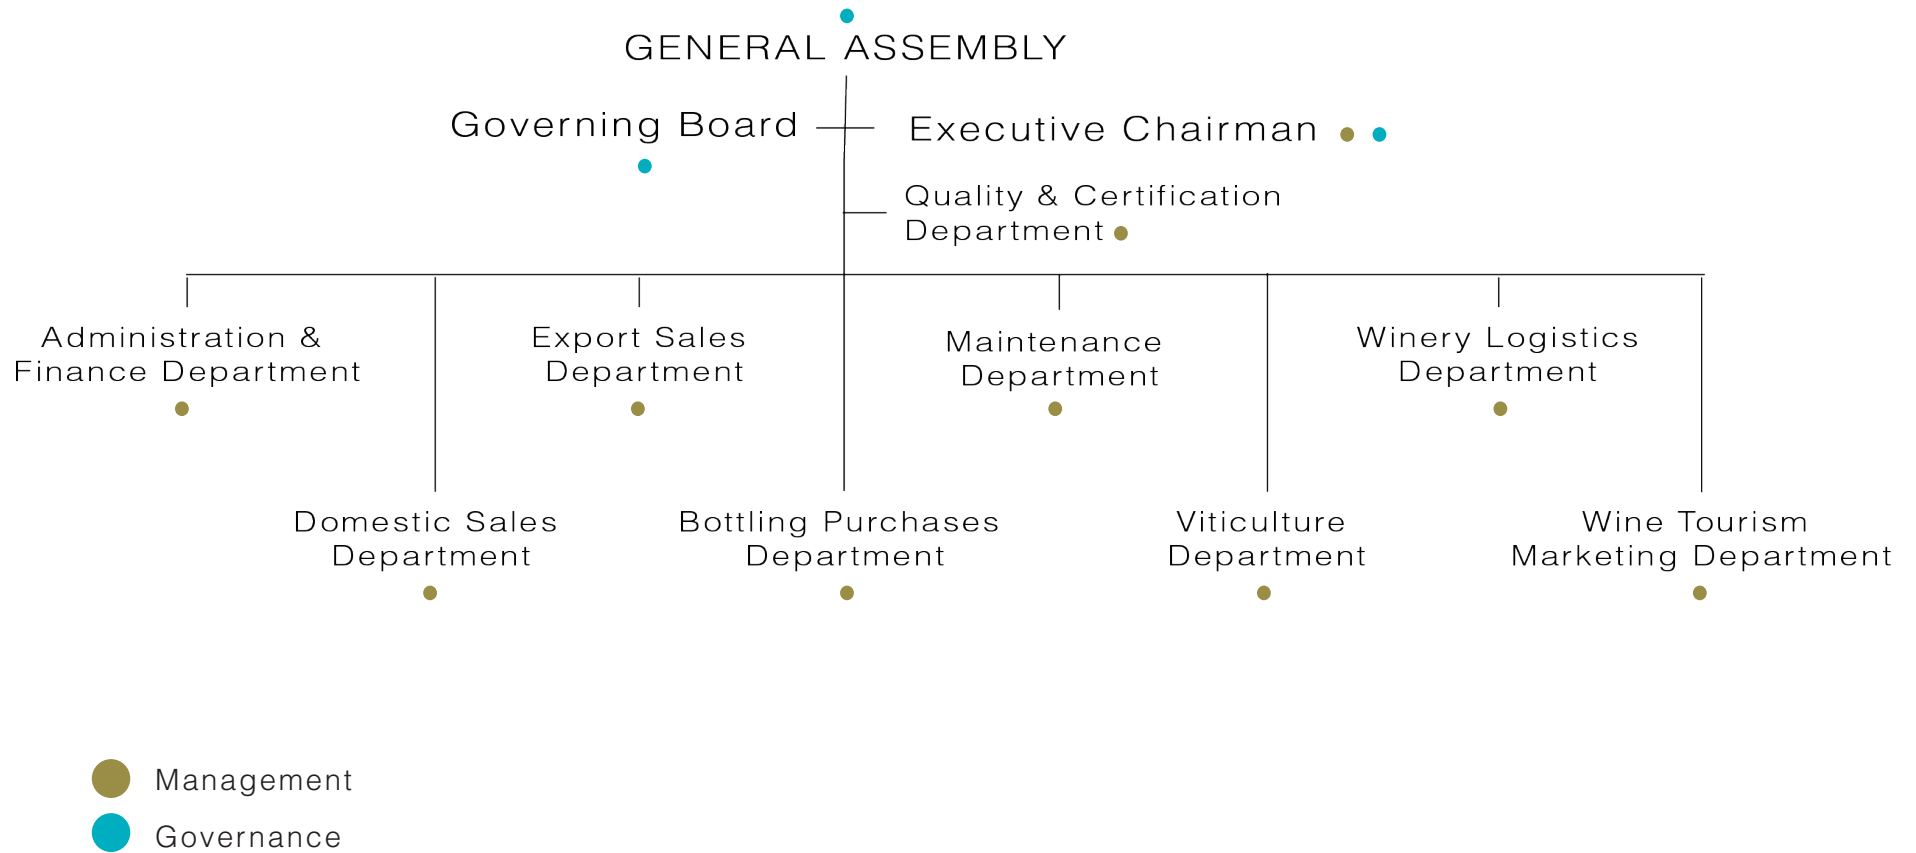 GENERAL ASSEMBLY
Governing Board
Executive Chairman
Quality & Certification
Department
Administration &
Finance Department
Export Sales
Department
Maintenance
Department
Winery Logistics
Department
Domestic Sales
Department
Bottling Purchases
Department
Viticulture
Department
Wine Tourism
Marketing Department
Management
Governance